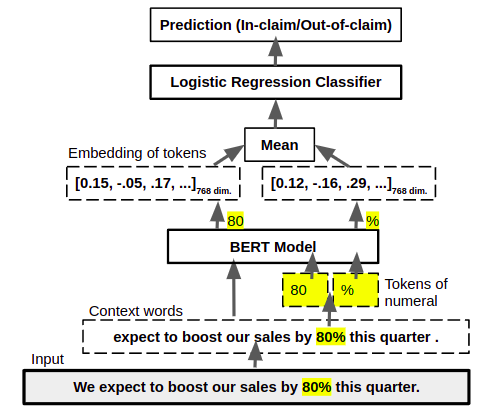 Prediction (In-claim/Out-of-claim)
Logistic Regression Classifier
Mean
Embedding of tokens
[0.15, -.05, .17, ...]768 dim.
[0.12, -.16, .29, ...]768 dim.
80
%
BERT Model
80
%
Tokens of
numeral
Context words
expect to boost our sales by 80% this quarter .
Input
We expect to boost our sales by 80% this quarter.